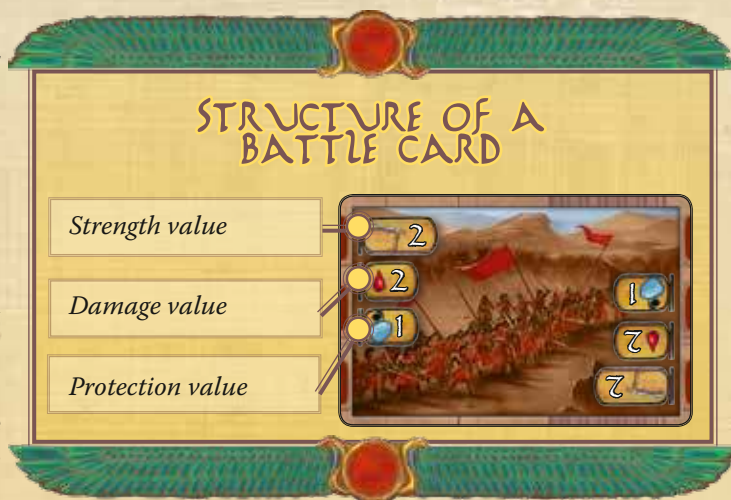 STRUCTURE OF A
BATTLE CARD
Strength value
2
Damage value
2
Protection value
1
1
2
2